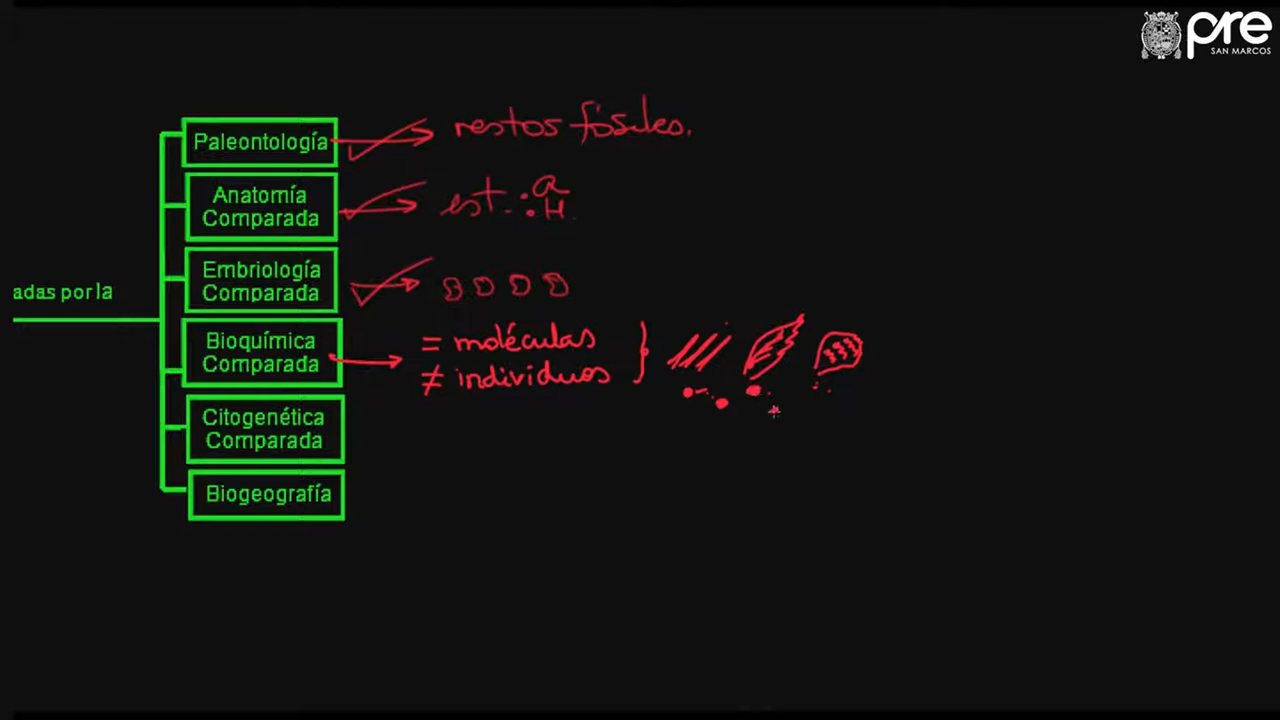 pre
SAN MARCOS
Paleontología
restos fósiles.
Anatomía
Comparada
est. : a
H
Embriología
Comparada
adas por la
Bioquímica
Comparada
= moléculas
≠ individuos
Citogenética
Comparada
Biogeografía